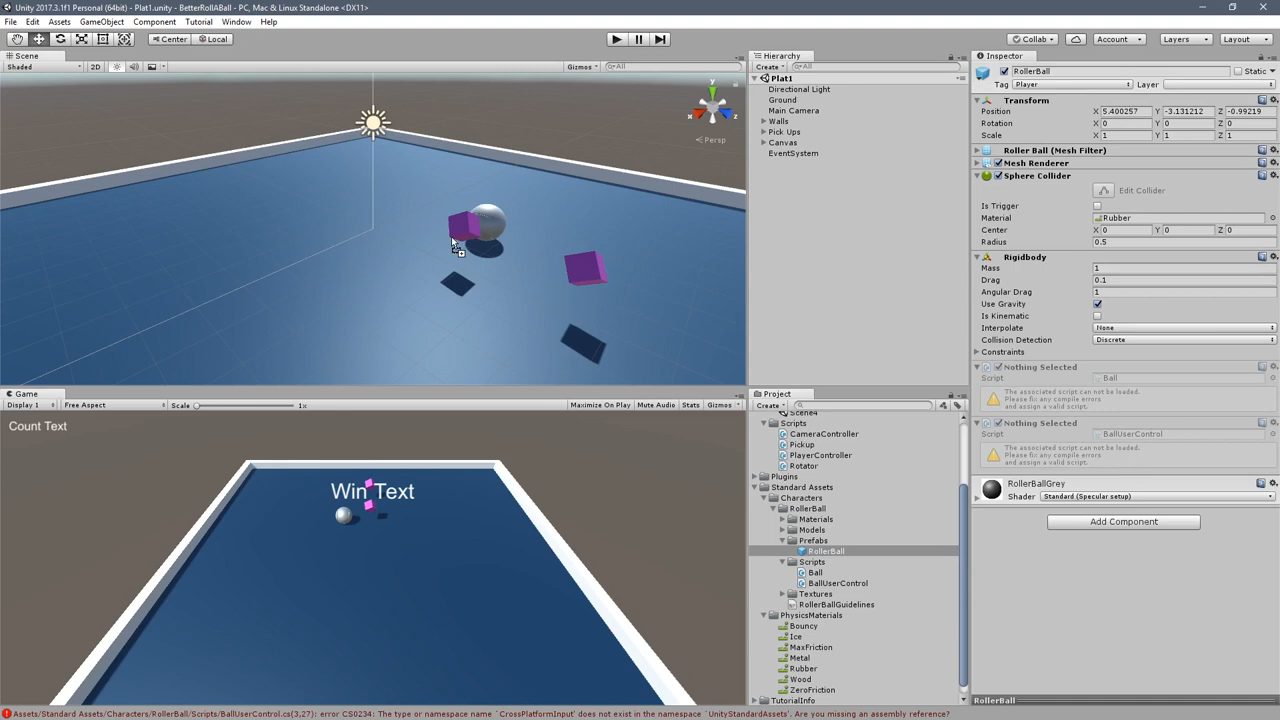 Unity 2017.3.1f1 Personal (64bit) - Plat1.unity - BetterRollABall - PC, Mac & Linux Standalone <DX11>
File Edit Assets GameObject Component Tutorial Window Help
Center Local Collab Account Layers Layout
Scene
Shaded 2D Gizmos All
y
x
z
Persp
Game
Display 1 Free Aspect Scale 1x Maximize On Play Mute Audio Stats Gizmos
Count Text
Win Text
Hierarchy
Create All
Plat1
Directional Light
Ground
Main Camera
Walls
Pick Ups
Canvas
EventSystem
Project
Create
Scene4
Scripts
CameraController
Pickup
PlayerController
Rotator
Plugins
Standard Assets
Characters
RollerBall
Materials
Models
Prefabs
RollerBall
Scripts
Ball
BallUserControl
Textures
RollerBallGuidelines
PhysicsMaterials
Bouncy
Ice
MaxFriction
Metal
Rubber
Wood
ZeroFriction
TutorialInfo
Inspector
RollerBall Static
Tag Player Layer
Transform
Position X 5.400257 Y -3.131212 Z -0.99219
Rotation X 0 Y 0 Z 0
Scale X 1 Y 1 Z 1
Roller Ball (Mesh Filter)
Mesh Renderer
Sphere Collider
Edit Collider
Is Trigger
Material Rubber
Center X 0 Y 0 Z 0
Radius 0.5
Rigidbody
Mass 1
Drag 0.1
Angular Drag 1
Use Gravity
Is Kinematic
Interpolate None
Collision Detection Discrete
Constraints
Nothing Selected
Script Ball
The associated script can not be loaded.
Please fix any compile errors
and assign a valid script.
Nothing Selected
Script BallUserControl
The associated script can not be loaded.
Please fix any compile errors
and assign a valid script.
RollerBallGrey
Shader Standard (Specular setup)
Add Component
RollerBall
Assets/Standard Assets/Characters/RollerBall/Scripts/BallUserControl.cs(3,27): error CS0234: The type or namespace name `CrossPlatformInput' does not exist in the namespace `UnityStandardAssets'. Are you missing an assembly reference?